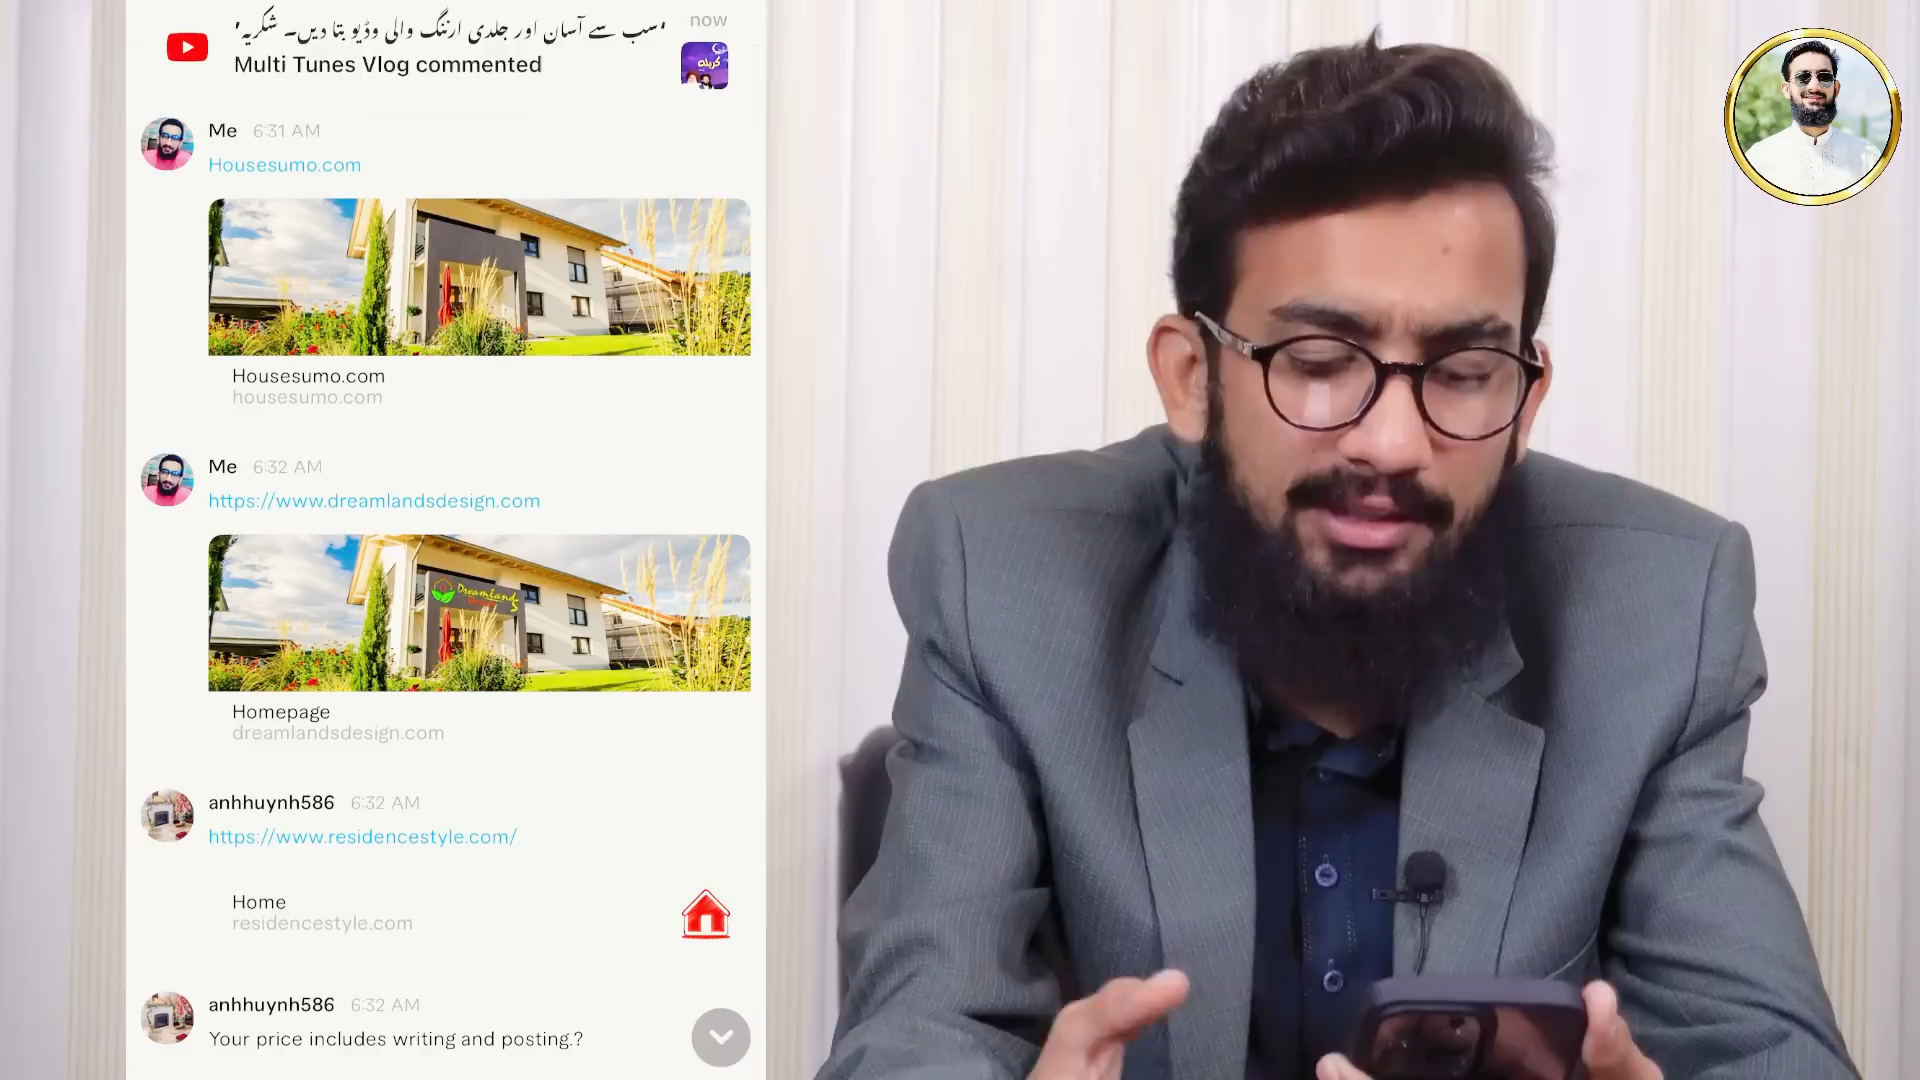 'سب سے آسان اور جلدی ارننگ والی وڈیو بتا دیں۔ شکریہ'
now
Multi Tunes Vlog commented
Me 6:31 AM
Housesumo.com
Housesumo.com
housesumo.com
Me 6:32 AM
https://www.dreamlandsdesign.com
Dreamlands
Homepage
dreamlandsdesign.com
anhhuynh586 6:32 AM
https://www.residencestyle.com/
Home
residencestyle.com
anhhuynh586 6:32 AM
Your price includes writing and posting.?